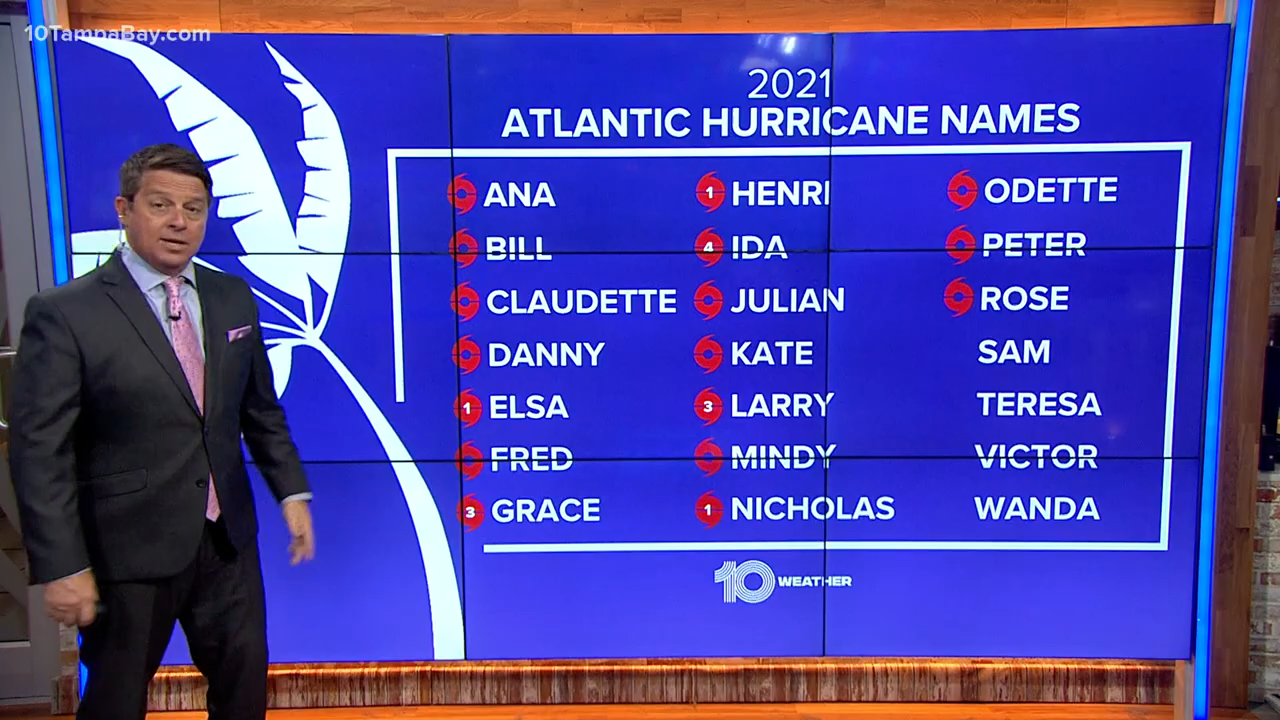 10TampaBay.com
2021
ATLANTIC HURRICANE NAMES
ANA
BILL
CLAUDETTE
DANNY
1 ELSA
FRED
3 GRACE
1 HENRI
4 IDA
JULIAN
KATE
3 LARRY
MINDY
1 NICHOLAS
ODETTE
PETER
ROSE
SAM
TERESA
VICTOR
WANDA
10 WEATHER